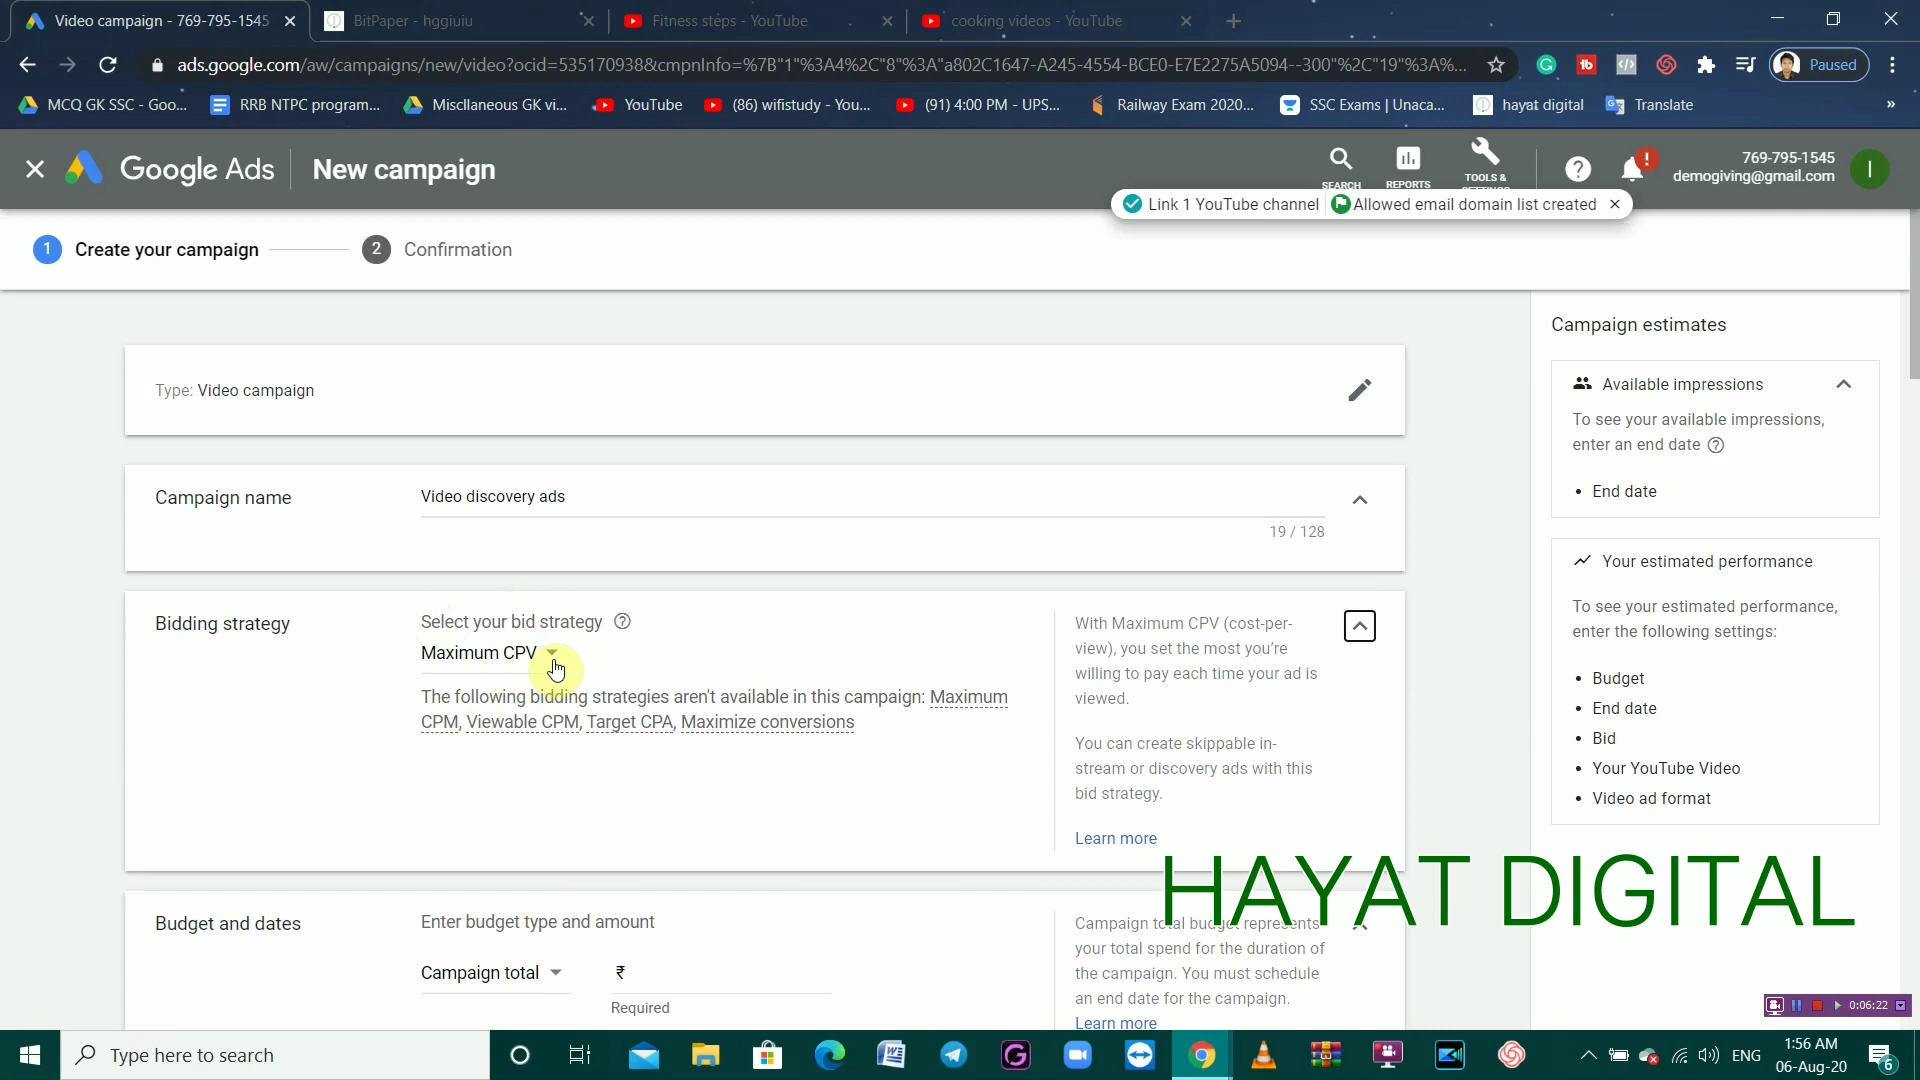 Video campaign - 769-795-1545
BitPaper - hggiuiu
Fitness steps - YouTube
cooking videos - YouTube
ads.google.com/aw/campaigns/new/video?ocid=535170938&cmpnInfo=%7B"1"%3A4%2C"8"%3A"a802C1647-A245-4554-BCE0-E7E2275A5094--300"%2C"19"%3A%...
Paused
MCQ GK SSC - Goo...
RRB NTPC program...
Miscllaneous GK vi...
YouTube
(86) wifistudy - You...
(91) 4:00 PM - UPS...
Railway Exam 2020...
SSC Exams | Unaca...
hayat digital
Translate
»
Google Ads
New campaign
SEARCH
REPORTS
TOOLS &
SETTINGS
769-795-1545
demogiving@gmail.com
I
Link 1 YouTube channel
Allowed email domain list created
1 Create your campaign
2 Confirmation
Type: Video campaign
Campaign name
Video discovery ads
19 / 128
Bidding strategy
Select your bid strategy
Maximum CPV
The following bidding strategies aren't available in this campaign: Maximum
CPM, Viewable CPM, Target CPA, Maximize conversions
With Maximum CPV (cost-per-
view), you set the most you're
willing to pay each time your ad is
viewed.
You can create skippable in-
stream or discovery ads with this
bid strategy.
Learn more
Budget and dates
Enter budget type and amount
Campaign total
₹
Required
Campaign total budget represents
your total spend for the duration of
the campaign. You must schedule
an end date for the campaign.
Learn more
Campaign estimates
Available impressions
To see your available impressions,
enter an end date
• End date
Your estimated performance
To see your estimated performance,
enter the following settings:
• Budget
• End date
• Bid
• Your YouTube Video
• Video ad format
HAYAT DIGITAL
0:06:22
Type here to search
ENG
1:56 AM
06-Aug-20
6